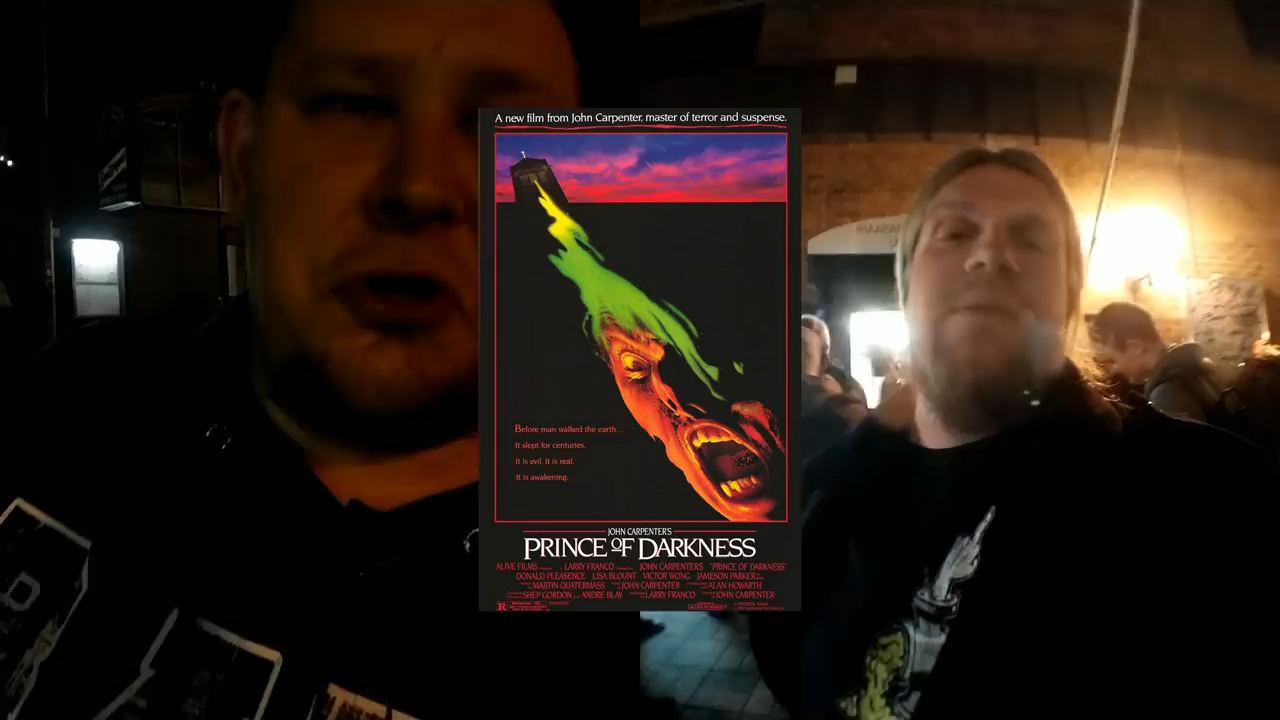 A new film from John Carpenter, master of terror and suspense.
Before man walked the earth...
It slept for centuries.
It is evil. It is real.
It is awakening.
JOHN CARPENTER'S
PRINCE OF DARKNESS
ALIVE FILMS LARRY FRANCO JOHN CARPENTER'S "PRINCE OF DARKNESS"
DONALD PLEASENCE LISA BLOUNT VICTOR WONG JAMESON PARKER
MARTIN QUATERMASS JOHN CARPENTER ALAN HOWARTH
SHEP GORDON ANDRE BLAY LARRY FRANCO JOHN CARPENTER
R